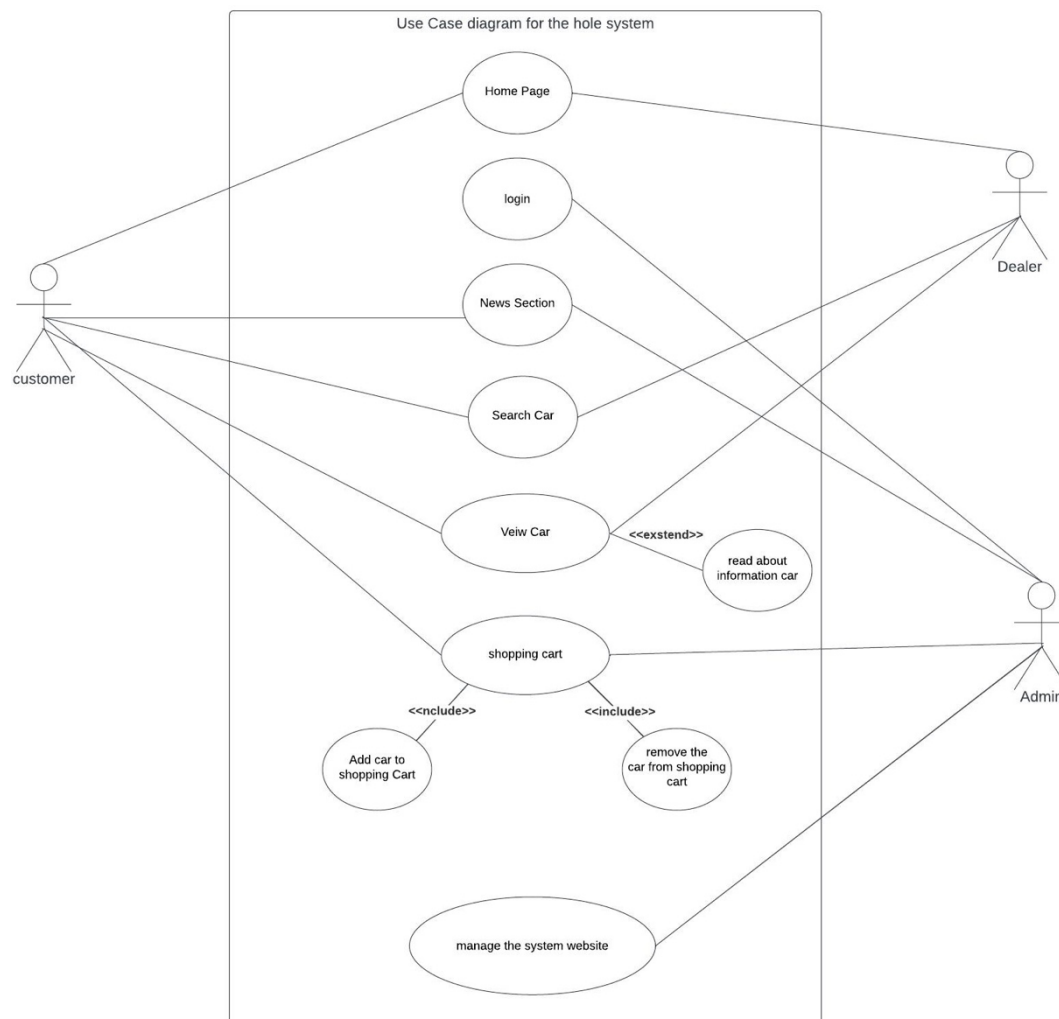 Use Case diagram for the hole system
Home Page
login
Dealer
News Section
customer
Search Car
Veiw Car
<<exstend>>
read about
information car
shopping cart
Admin
<<nclude>>
<<include>>
Add car to
shopping Cart
remove the
car from shopping
cart
manage the system website